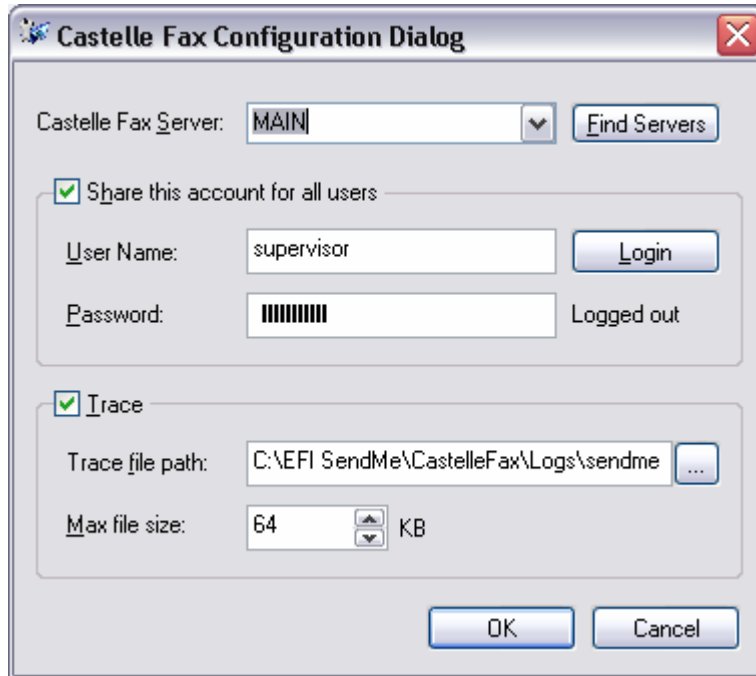 Castelle Fax Configuration Dialog
Castelle Fax Server: MAIN Find Servers
Share this account for all users
User Name: supervisor Login
Password: Logged out
Trace
Trace file path: C:\EFI SendMe\CastelleFax\Logs\sendme ...
Max file size: 64 KB
OK Cancel